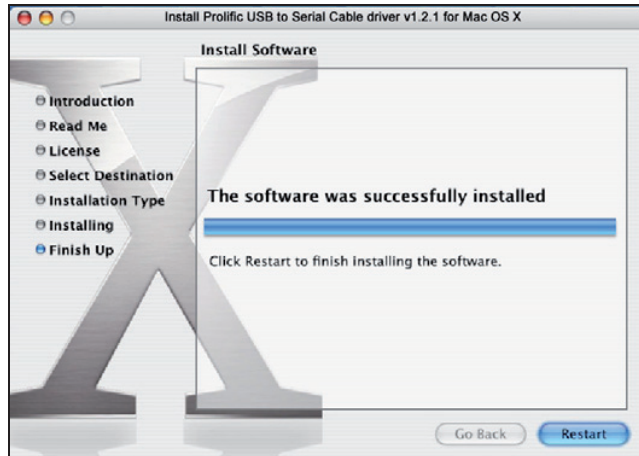 Install Prolific USB to Serial Cable driver v1.2.1 for Mac OS X
Install Software
Introduction
Read Me
License
Select Destination
Installation Type
Installing
Finish Up
The software was successfully installed
Click Restart to finish installing the software.
Go Back
Restart